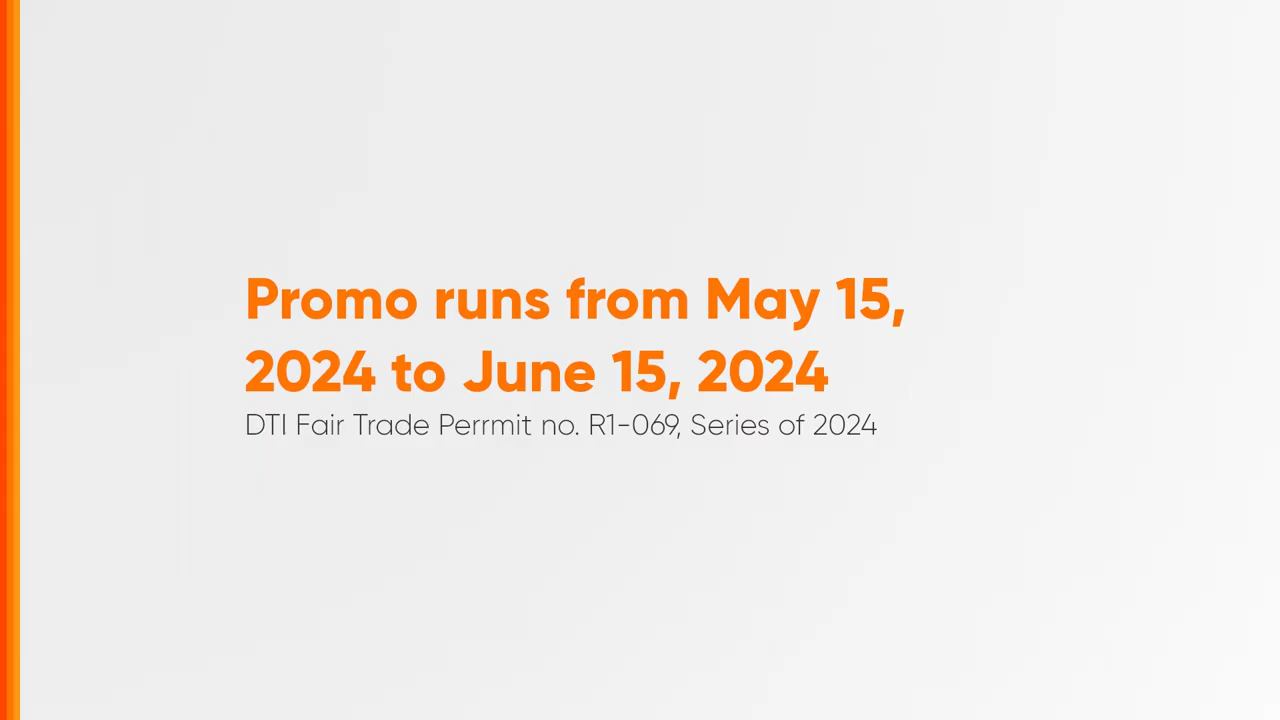 Promo runs from May 15,
2024 to June 15, 2024
DTI Fair Trade Perrmit no. R1-069, Series of 2024